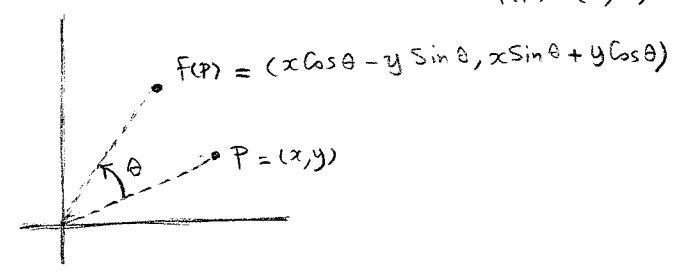 F(P) = (x Cos θ - y Sin θ, x Sin θ + y Cos θ)
θ
P = (x,y)